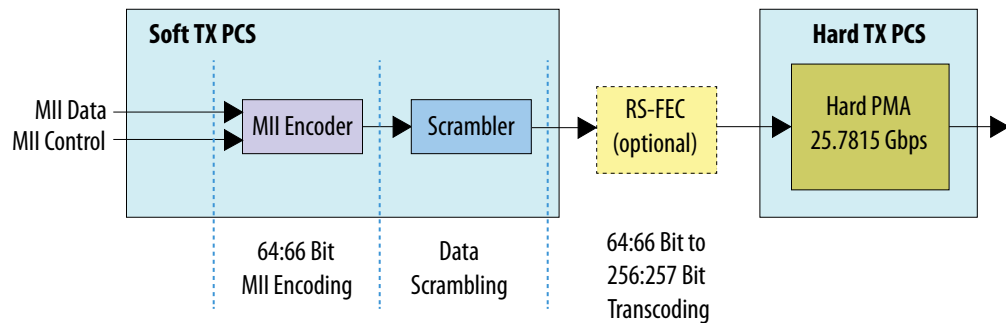 Soft TX PCS
Hard TX PCS
MII Data
MII Control
MII Encoder
Scrambler
RS-FEC
(optional)
Hard PMA
25.7815 Gbps
64:66 Bit
MII Encoding
Data
Scrambling
64:66 Bit to
256:257 Bit
Transcoding